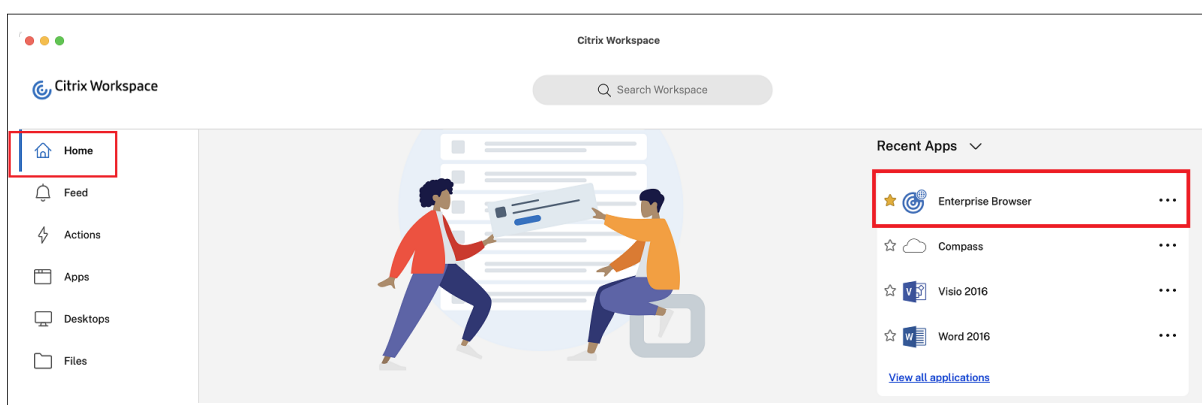 Citrix Workspace
Citrix Workspace
Search Workspace
Home
Feed
Actions
Apps
Desktops
Files
Recent Apps
Enterprise Browser
Compass
Visio 2016
Word 2016
View all applications